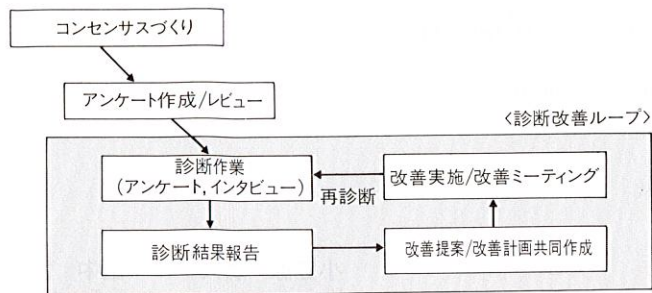 コンセンサスづくり
アンケート作成/レビュー
〈診断改善ループ〉
診断作業
(アンケート,インタビュー)
再診断
改善実施/改善ミーティング
診断結果報告
改善提案/改善計画共同作成